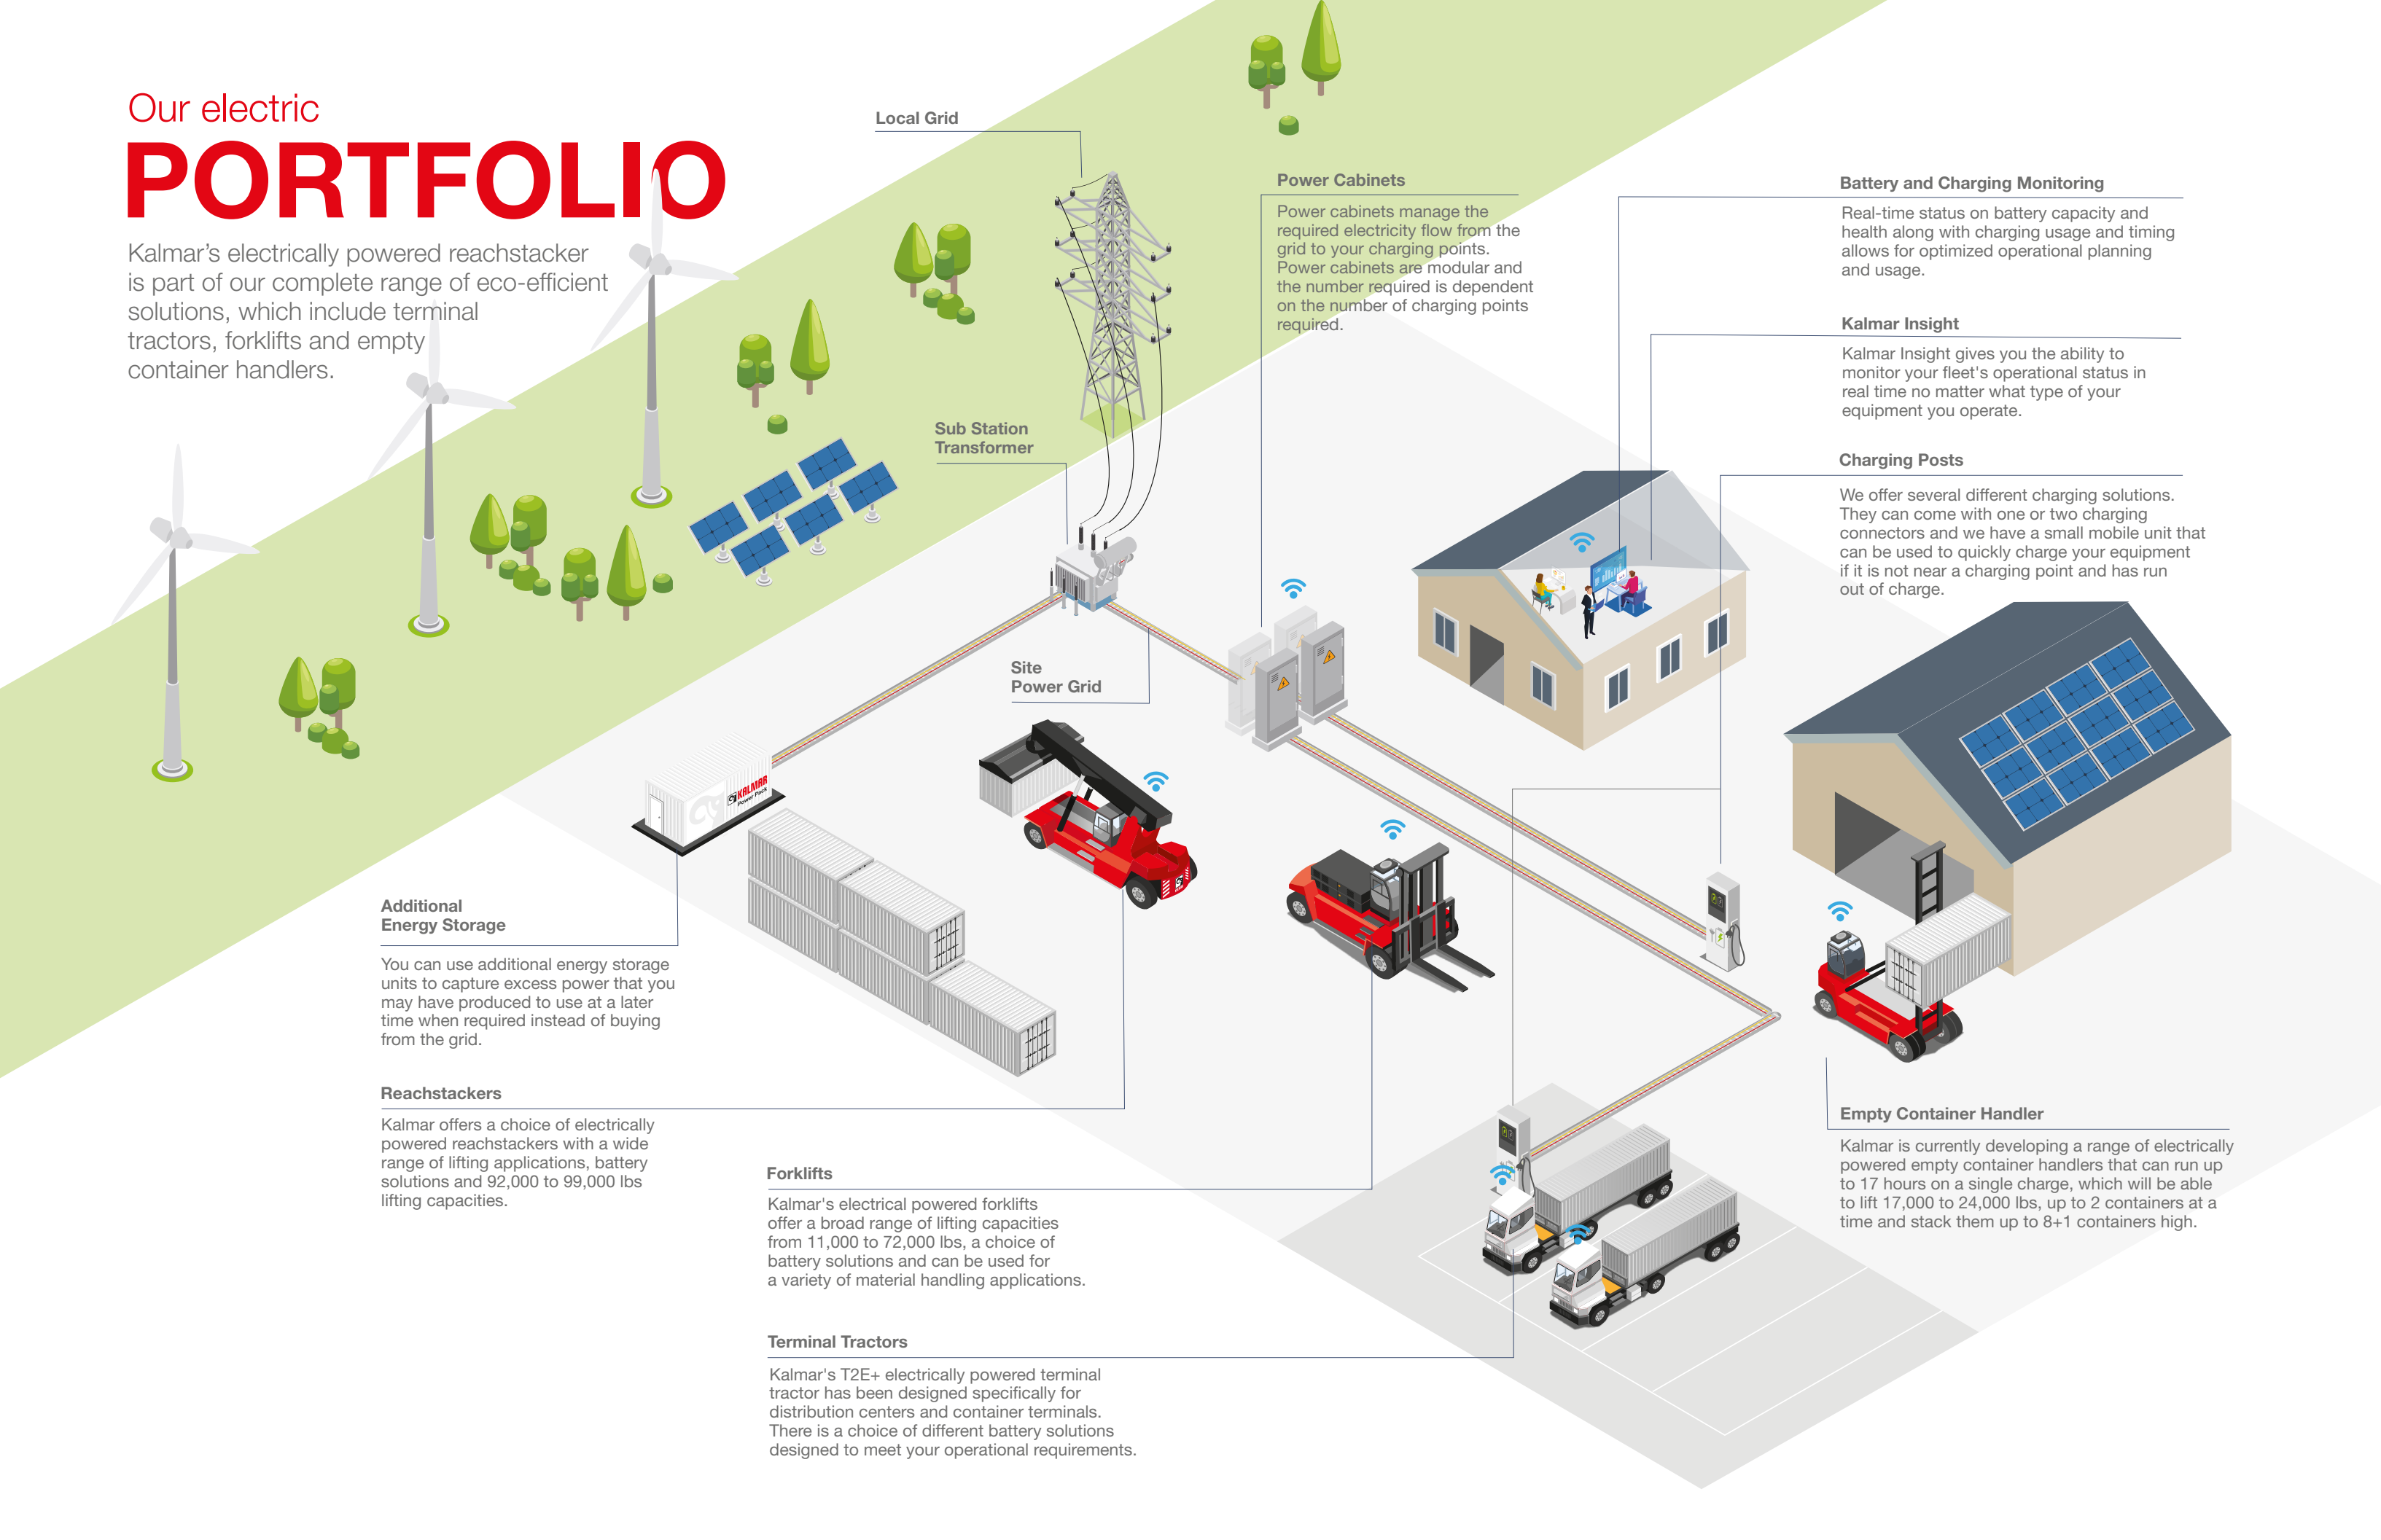 Our electric
PORTFOLIO
Kalmar’s electrically powered reachstacker
is part of our complete range of eco-efficient
solutions, which include terminal
tractors, forklifts and empty
container handlers.
Local Grid
Sub Station
Transformer
Site
Power Grid
Power Cabinets
Power cabinets manage the
required electricity flow from the
grid to your charging points.
Power cabinets are modular and
the number required is dependent
on the number of charging points
required.
Battery and Charging Monitoring
Real-time status on battery capacity and
health along with charging usage and timing
allows for optimized operational planning
and usage.
Kalmar Insight
Kalmar Insight gives you the ability to
monitor your fleet's operational status in
real time no matter what type of your
equipment you operate.
Charging Posts
We offer several different charging solutions.
They can come with one or two charging
connectors and we have a small mobile unit that
can be used to quickly charge your equipment
if it is not near a charging point and has run
out of charge.
KALMAR
Power Pack
Additional
Energy Storage
You can use additional energy storage
units to capture excess power that you
may have produced to use at a later
time when required instead of buying
from the grid.
Reachstackers
Kalmar offers a choice of electrically
powered reachstackers with a wide
range of lifting applications, battery
solutions and 92,000 to 99,000 lbs
lifting capacities.
Forklifts
Kalmar's electrical powered forklifts
offer a broad range of lifting capacities
from 11,000 to 72,000 lbs, a choice of
battery solutions and can be used for
a variety of material handling applications.
Terminal Tractors
Kalmar's T2E+ electrically powered terminal
tractor has been designed specifically for
distribution centers and container terminals.
There is a choice of different battery solutions
designed to meet your operational requirements.
Empty Container Handler
Kalmar is currently developing a range of electrically
powered empty container handlers that can run up
to 17 hours on a single charge, which will be able
to lift 17,000 to 24,000 lbs, up to 2 containers at a
time and stack them up to 8+1 containers high.